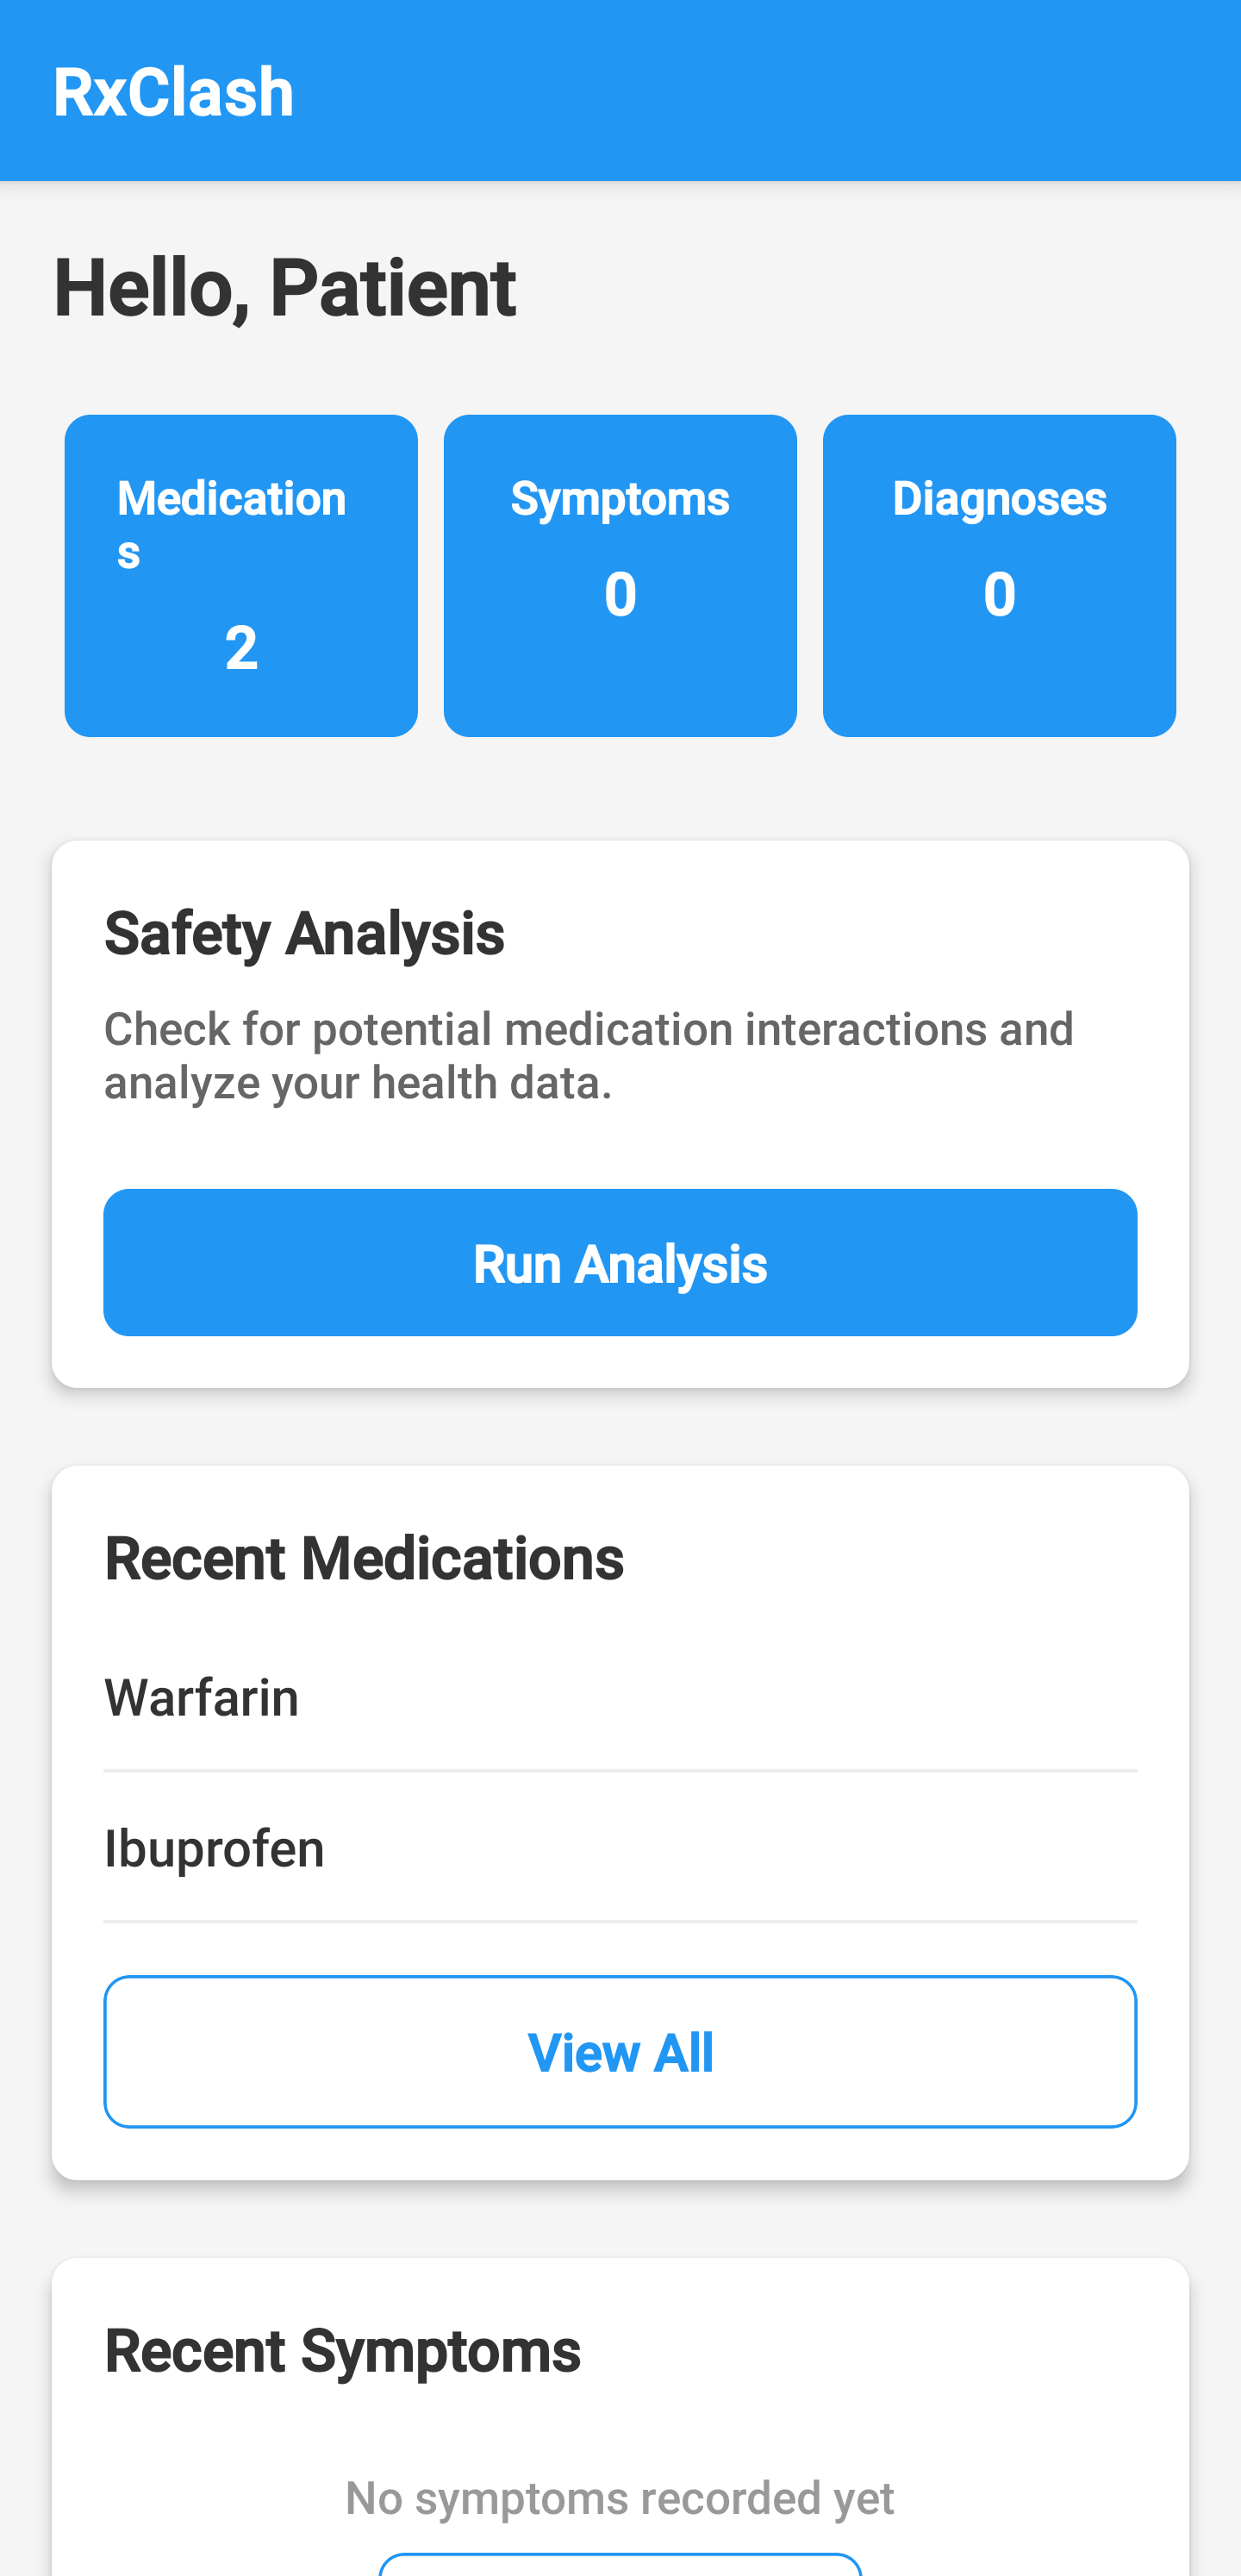 RxClash
Hello, Patient
Medication
s
2
Symptoms
0
Diagnoses
0
Safety Analysis
Check for potential medication interactions and
analyze your health data.
Run Analysis
Recent Medications
Warfarin
Ibuprofen
View All
Recent Symptoms
No symptoms recorded yet